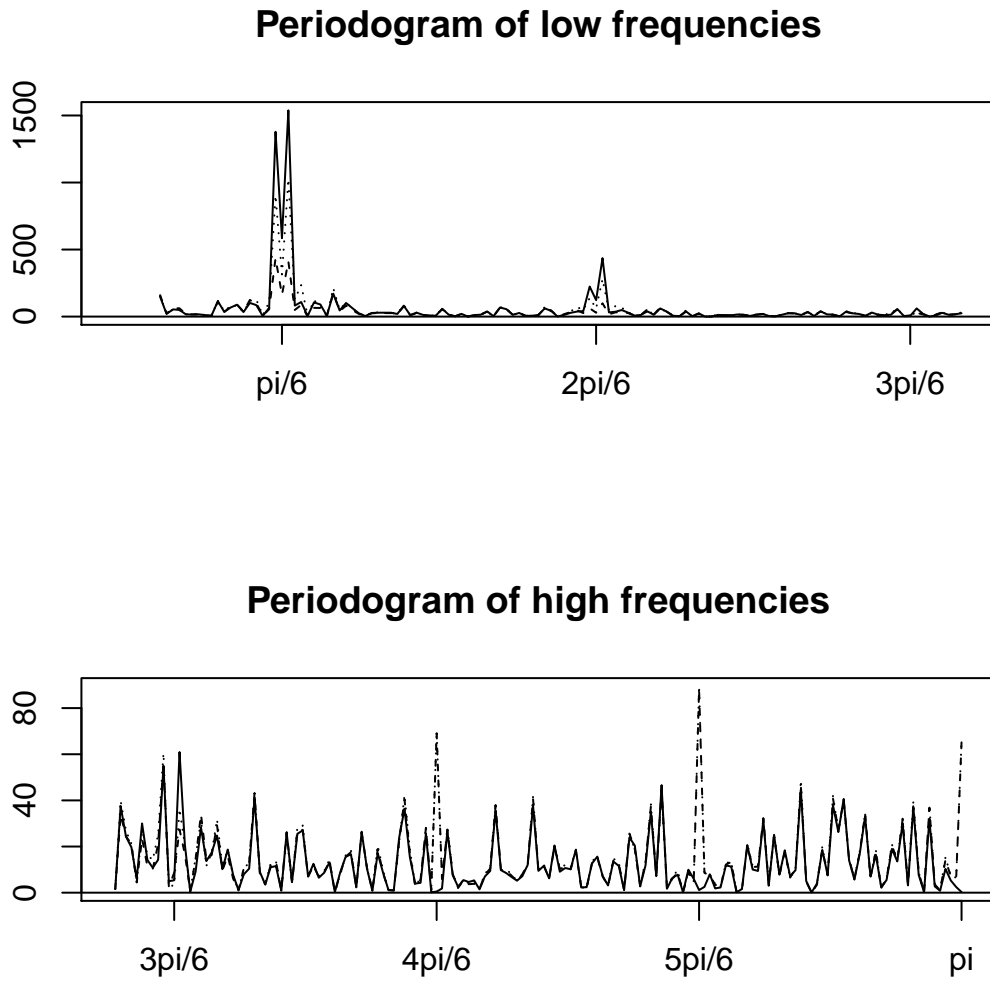 Periodogram of low frequencies
1500
500
0
pi/6
2pi/6
3pi/6
Periodogram of high frequencies
80
40
0
3pi/6
4pi/6
5pi/6
pi